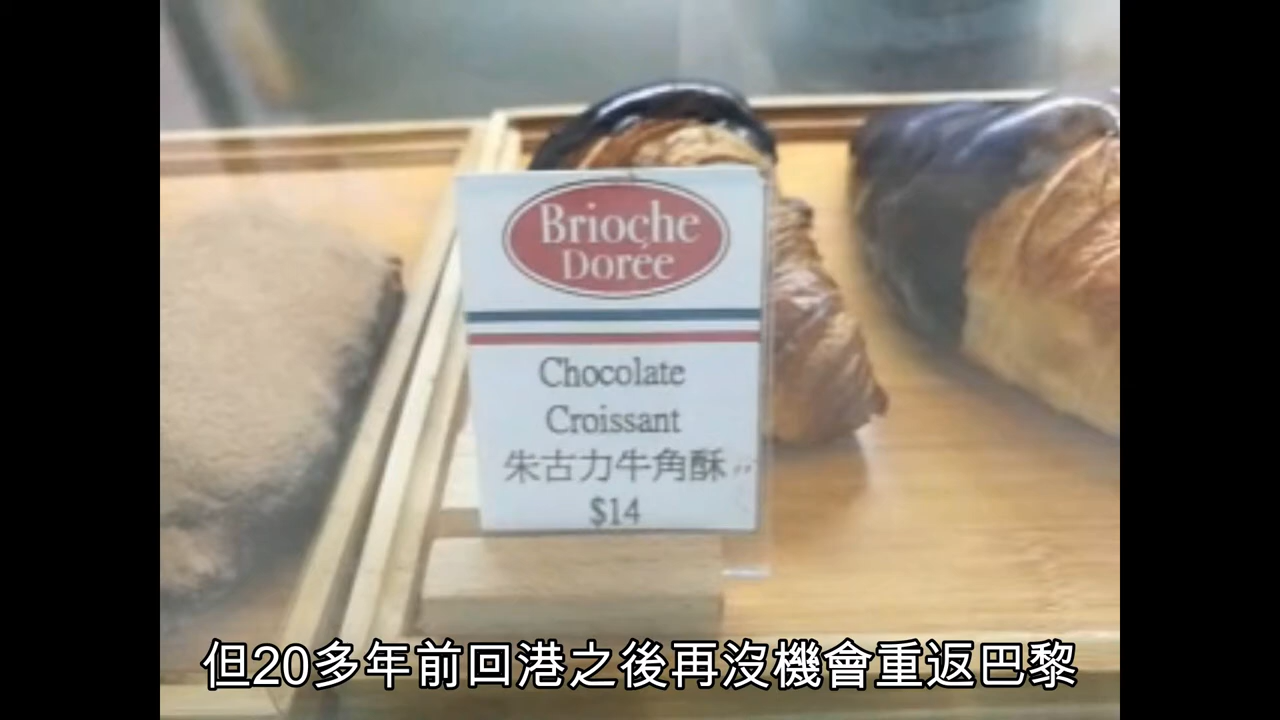 Brioche
Dorée
Chocolate
Croissant
朱古力牛角酥
$14
但20多年前回港之後再沒機會重返巴黎